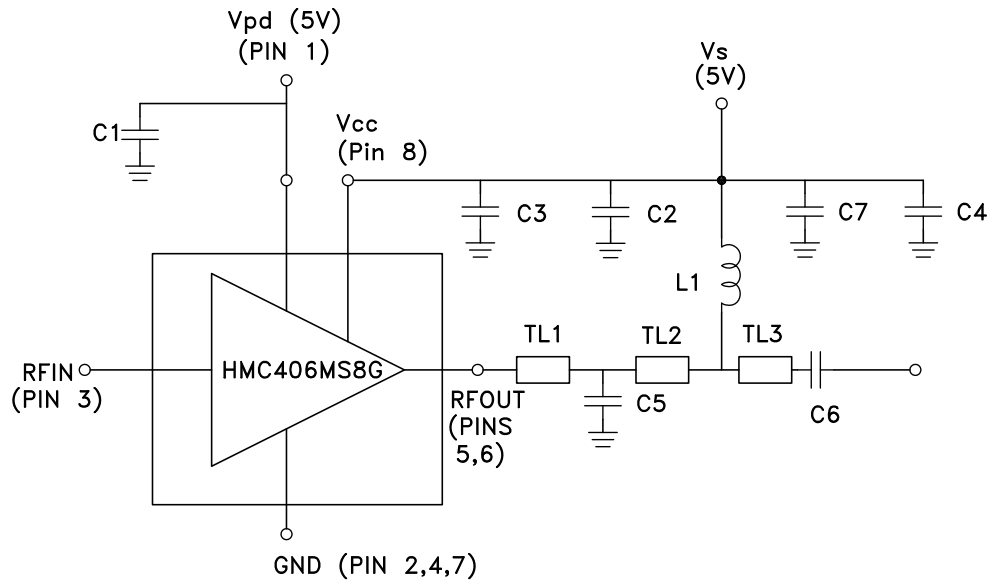 Vpd (5V)
(PIN 1)
C1
Vcc
(Pin 8)
Vs
(5V)
C3
C2
C7
C4
L1
HMC406MS8G
RFIN
(PIN 3)
TL1
TL2
TL3
RFOUT
(PINS
5,6)
C5
C6
GND (PIN 2,4,7)